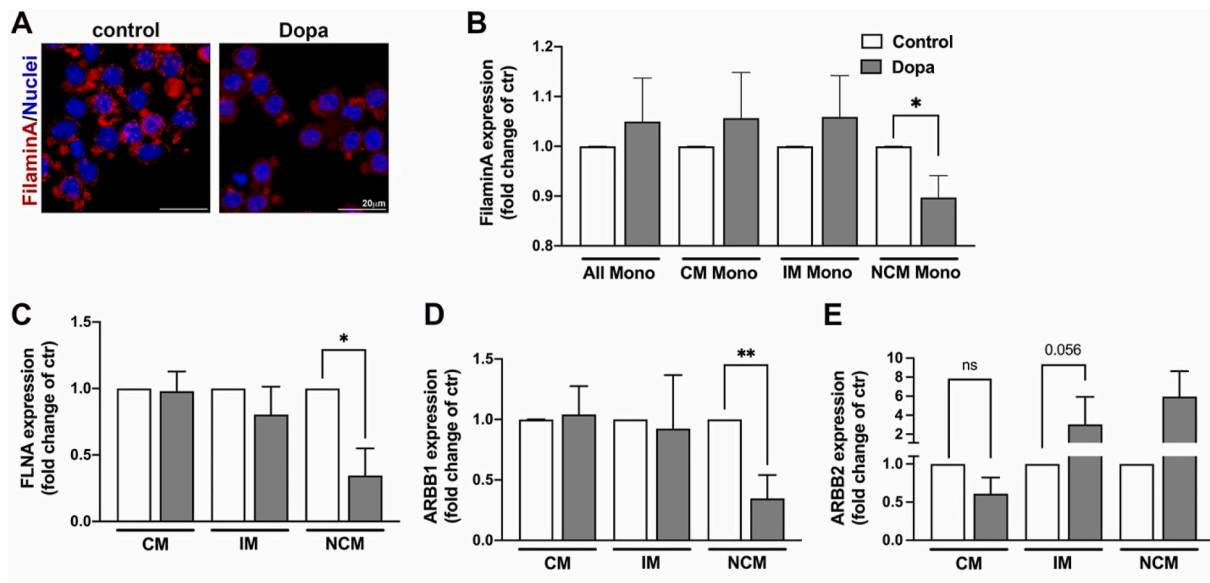 A
control
Dopa
FilaminA/Nuclei
20µm
B
FilaminA expression
(fold change of ctr)
1.2
1.1
1.0
0.9
0.8
Control
Dopa
*
All Mono
CM Mono
IM Mono
NCM Mono
C
FLNA expression
(fold change of ctr)
1.5
1.0
0.5
0.0
*
CM
IM
NCM
D
ARBB1 expression
(fold change of ctr)
1.5
1.0
0.5
0.0
**
CM
IM
NCM
E
ARBB2 expression
(fold change of ctr)
10
8
6
4
2
1.0
0.5
0.0
ns
0.056
CM
IM
NCM